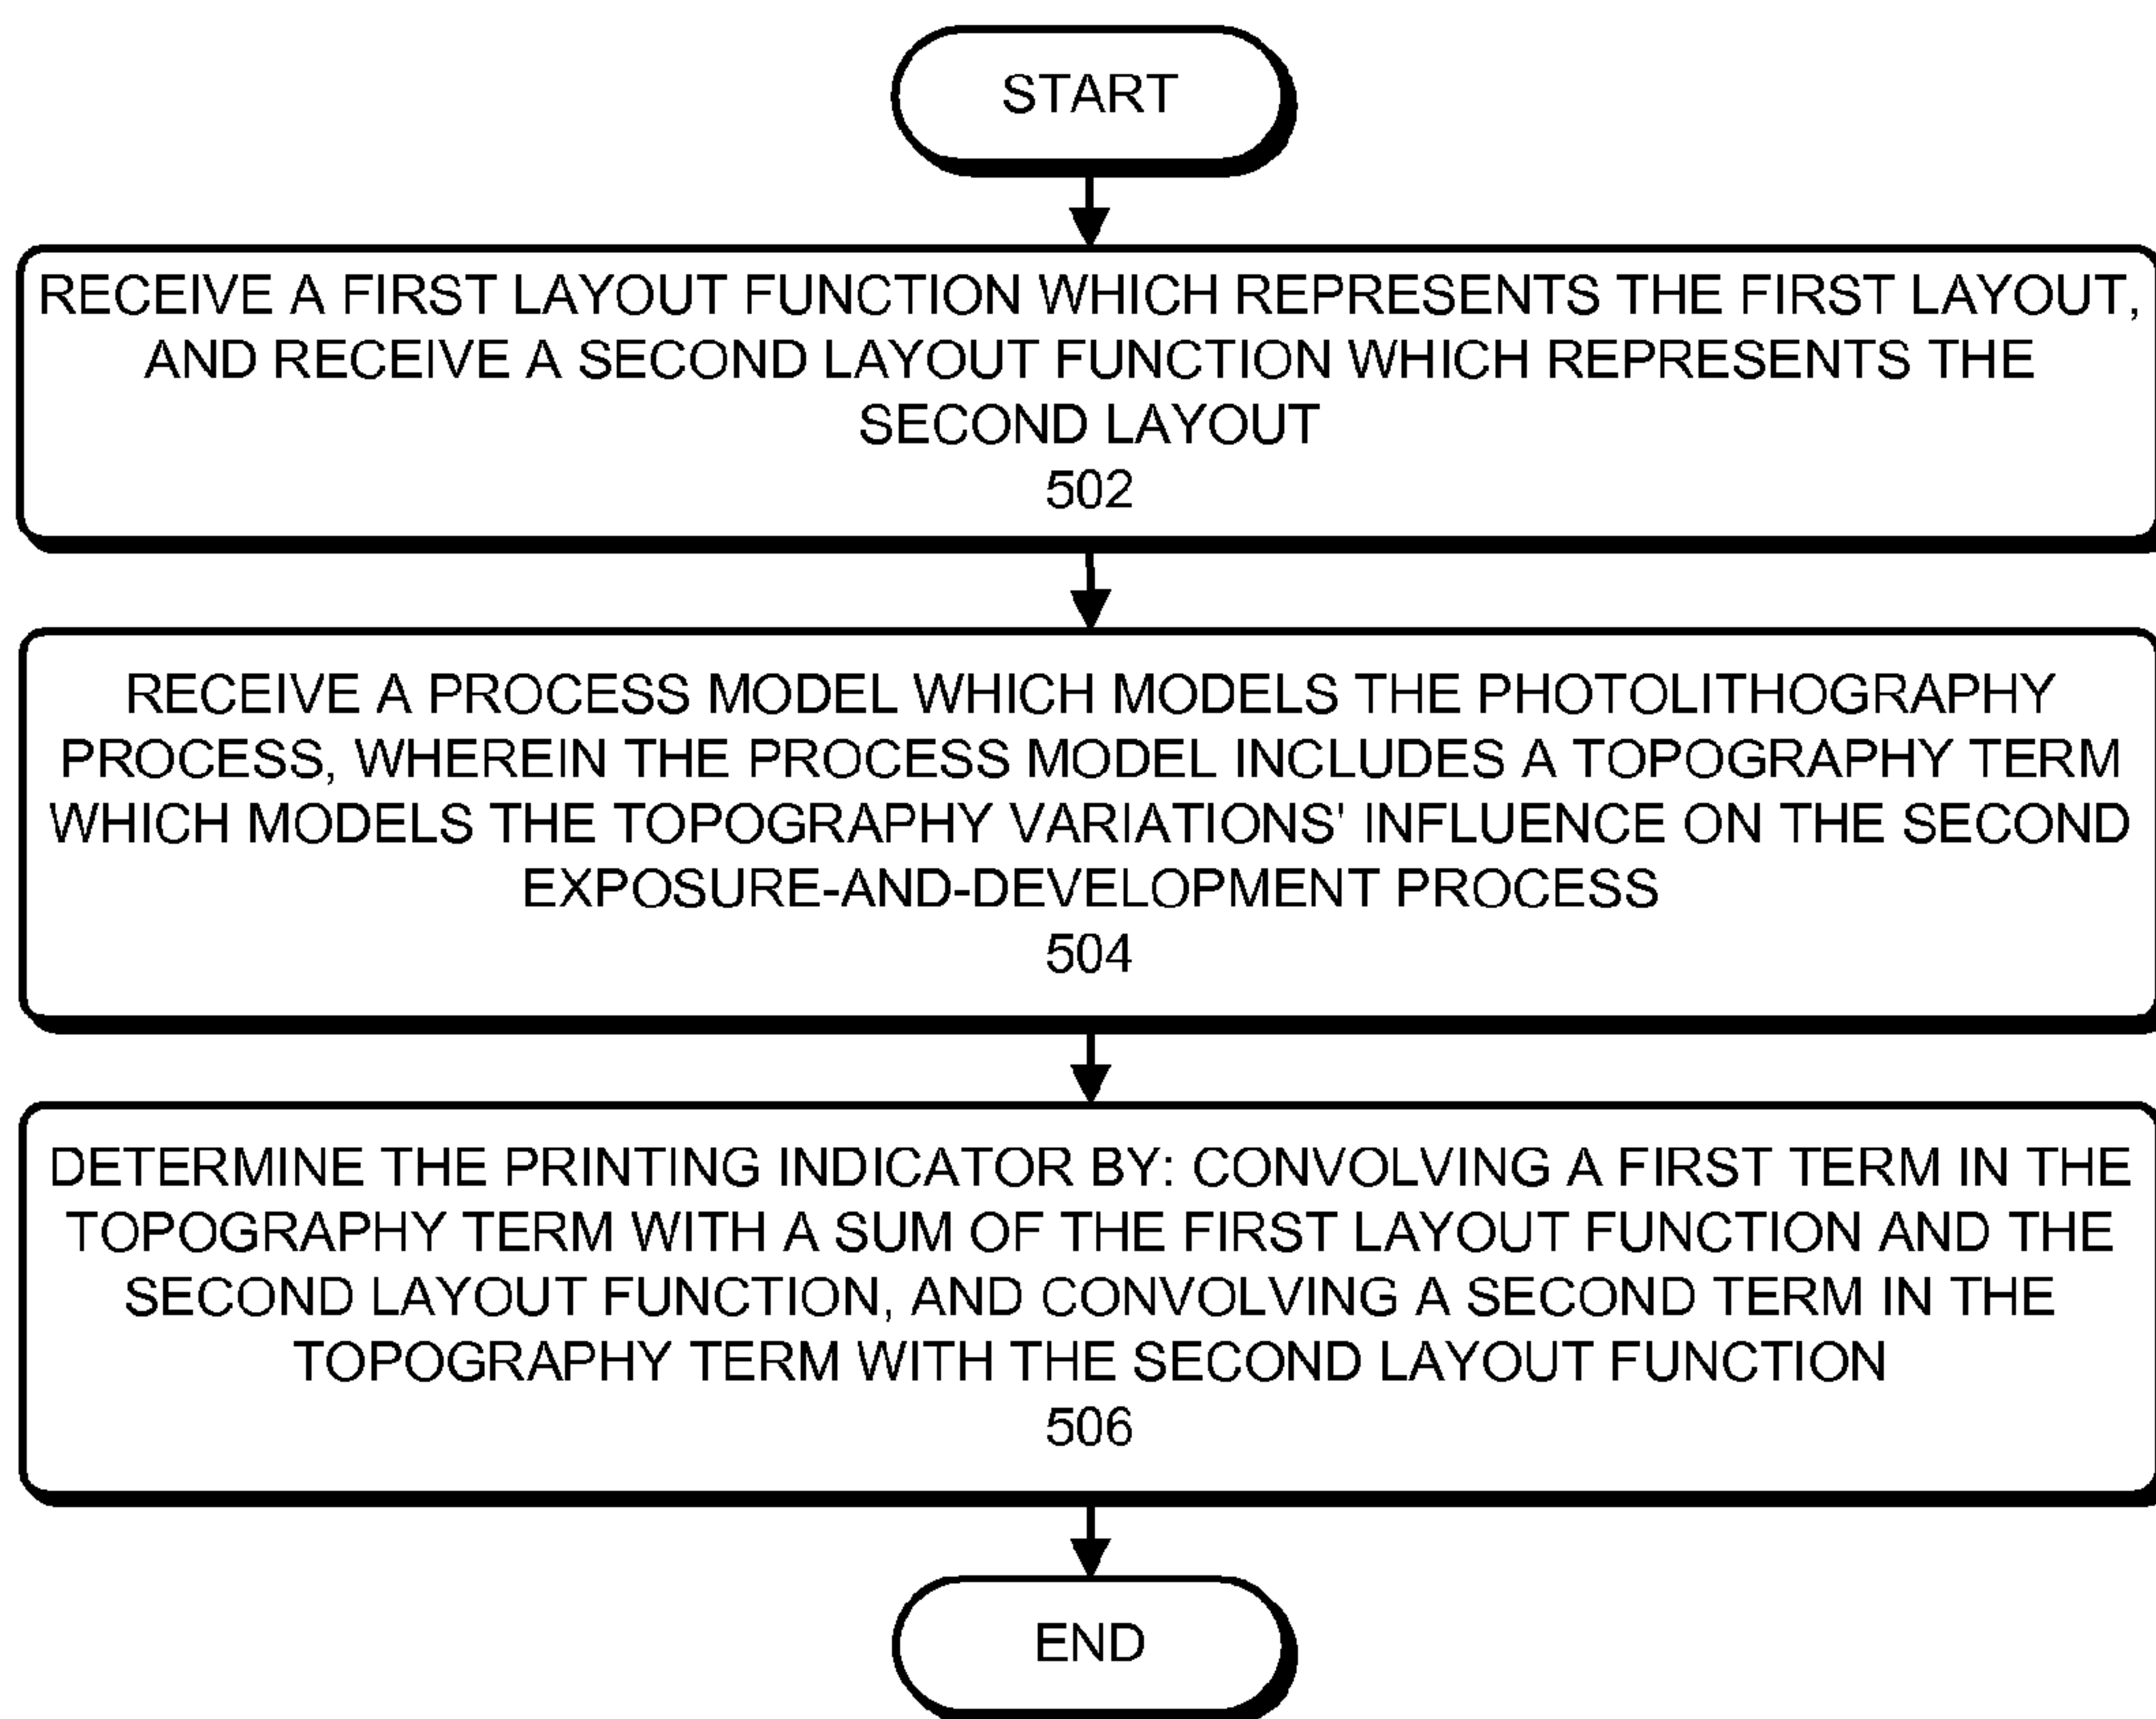 START
RECEIVE A FIRST LAYOUT FUNCTION WHICH REPRESENTS THE FIRST LAYOUT,
AND RECEIVE A SECOND LAYOUT FUNCTION WHICH REPRESENTS THE
SECOND LAYOUT
502
RECEIVE A PROCESS MODEL WHICH MODELS THE PHOTOLITHOGRAPHY
PROCESS, WHEREIN THE PROCESS MODEL INCLUDES A TOPOGRAPHY TERM
WHICH MODELS THE TOPOGRAPHY VARIATIONS' INFLUENCE ON THE SECOND
EXPOSURE-AND-DEVELOPMENT PROCESS
504
DETERMINE THE PRINTING INDICATOR BY: CONVOLVING A FIRST TERM IN THE
TOPOGRAPHY TERM WITH A SUM OF THE FIRST LAYOUT FUNCTION AND THE
SECOND LAYOUT FUNCTION, AND CONVOLVING A SECOND TERM IN THE
TOPOGRAPHY TERM WITH THE SECOND LAYOUT FUNCTION
506
END